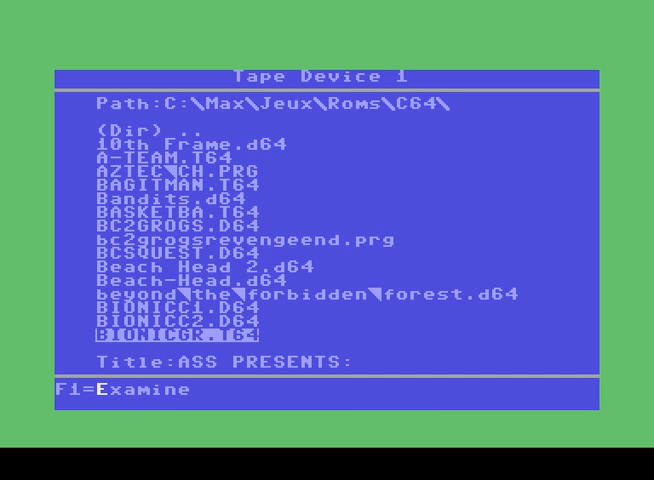 Tape Device 1
Path:C:\Max\Jeux\Roms\C64\
(Dir) ..
10th Frame.d64
A-TEAM.T64
AZTEC◥CH.PRG
BAGITMAN.T64
Bandits.d64
BASKETBA.T64
BC2GROGS.D64
bc2grogsrevengeend.prg
BCSQUEST.D64
Beach Head 2.d64
Beach-Head.d64
beyond◥the◥forbidden◥forest.d64
BIONICC1.D64
BIONICC2.D64
BIONICGR.T64
Title:ASS PRESENTS:
F1=Examine